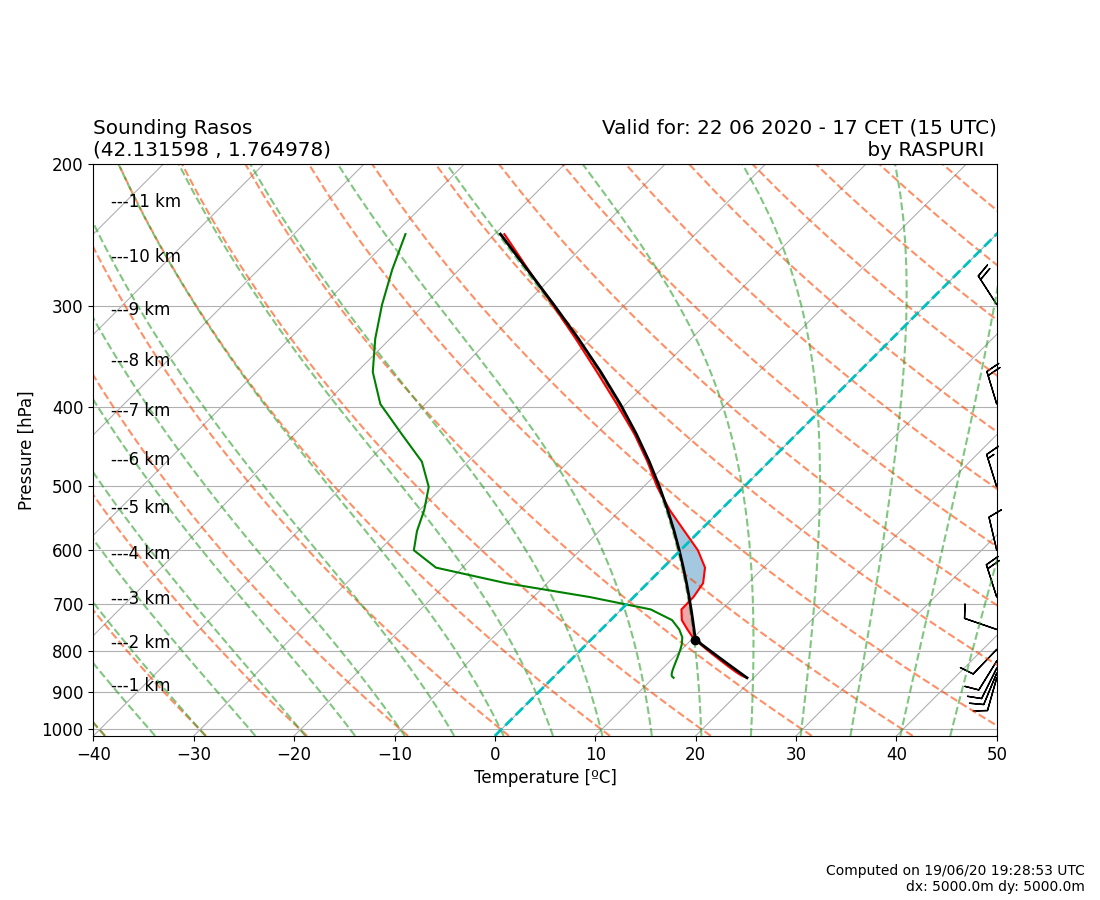 Sounding Rasos
(42.131598 , 1.764978)
Valid for: 22 06 2020 - 17 CET (15 UTC)
by RASPURI
200
300
400
500
600
700
800
900
1000
Pressure [hPa]
---11 km
---10 km
---9 km
---8 km
---7 km
---6 km
---5 km
---4 km
---3 km
---2 km
---1 km
−40 −30 −20 −10 0 10 20 30 40 50
Temperature [ºC]
Computed on 19/06/20 19:28:53 UTC
dx: 5000.0m dy: 5000.0m